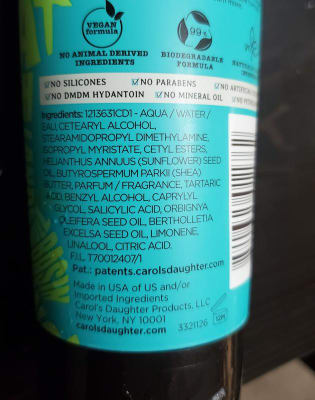 VEGAN
formula
NO ANIMAL DERIVED
INGREDIENTS
99%
BIODEGRADABLE
FORMULA
NO SILICONES NO PARABENS NO ARTIFICIAL
NO DMDM HYDANTOIN NO MINERAL OIL NO
Ingredients: 1213631CD1 - AQUA / WATER /
EAU, CETEARYL ALCOHOL,
STEARAMIDOPROPYL DIMETHYLAMINE,
ISOPROPYL MYRISTATE, CETYL ESTERS,
HELIANTHUS ANNUUS (SUNFLOWER) SEED
OIL, BUTYROSPERMUM PARKII (SHEA)
BUTTER, PARFUM / FRAGRANCE, TARTARIC
ACID, BENZYL ALCOHOL, CAPRYLYL
GLYCOL, SALICYLIC ACID, ORBIGNYA
OLEIFERA SEED OIL, BERTHOLLETIA
EXCELSA SEED OIL, LIMONENE,
LINALOOL, CITRIC ACID.
F.I.L. T70012407/1
Pat.: patents.carolsdaughter.com
Made in USA of US and/or
Imported Ingredients
Carol's Daughter Products, LLC
New York, NY 10001
carolsdaughter.com 3321126 12M